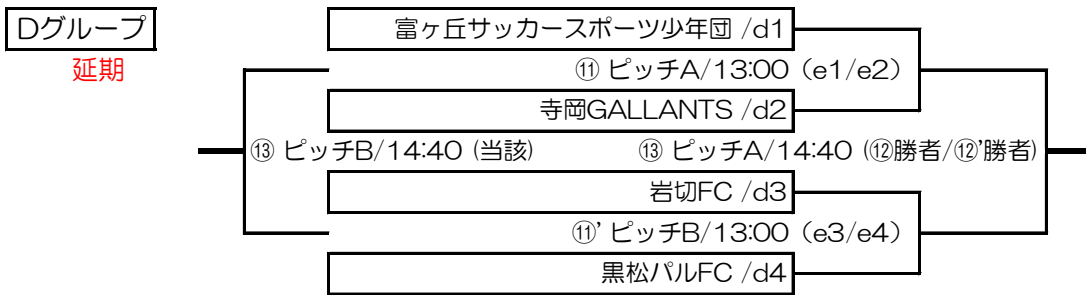 Dグループ
延期
富ヶ丘サッカースポーツ少年団 /d1
⑪ ピッチA/13:00（e1/e2）
寺岡GALLANTS /d2
⑬ ピッチB/14:40 (当該)
⑬ ピッチA/14:40 (⑫勝者/⑫'勝者)
岩切FC /d3
⑪' ピッチB/13:00（e3/e4）
黒松パルFC /d4